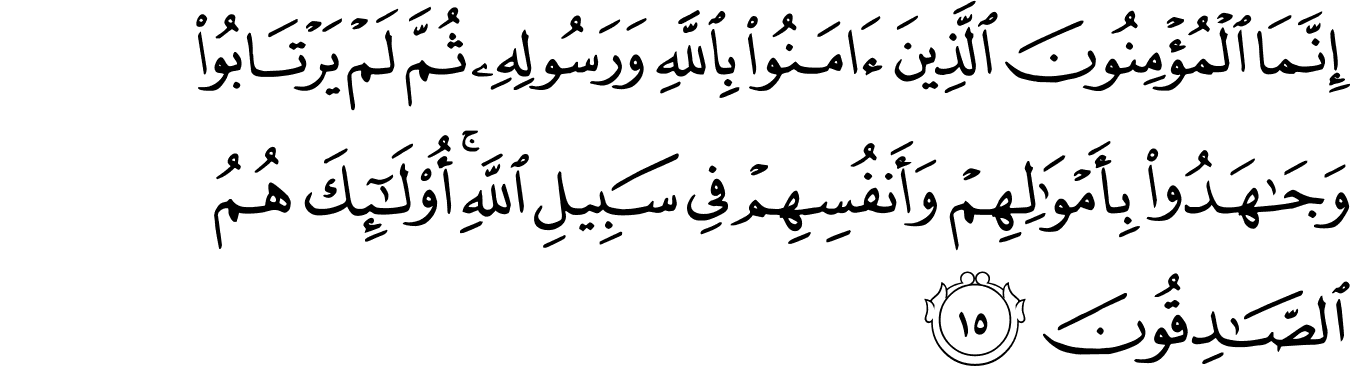 إِنَّمَا ٱلْمُؤْمِنُونَ ٱلَّذِينَ ءَامَنُوا۟ بِٱللَّهِ وَرَسُولِهِۦ ثُمَّ لَمْ يَرْتَابُوا۟
وَجَـٰهَدُوا۟ بِأَمْوَٰلِهِمْ وَأَنفُسِهِمْ فِى سَبِيلِ ٱللَّهِ ۚ أُو۟لَـٰٓئِكَ هُمُ
ٱلصَّـٰدِقُونَ ١٥